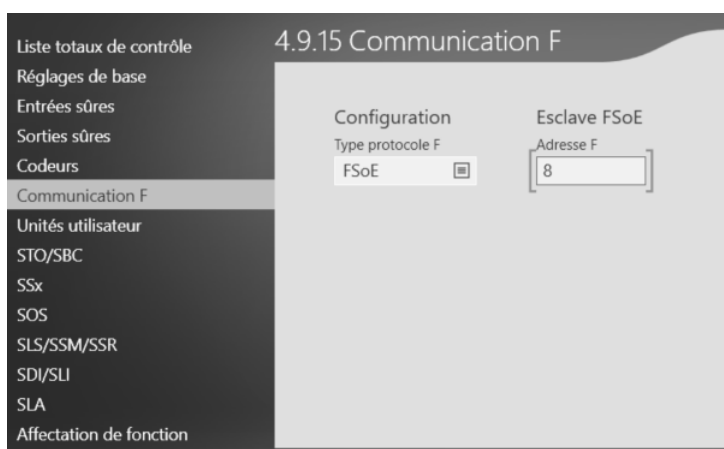 Liste totaux de contrôle
Réglages de base
Entrées sûres
Sorties sûres
Codeurs
Communication F
Unités utilisateur
STO/SBC
SSx
SOS
SLS/SSM/SSR
SDI/SLI
SLA
Affectation de fonction
4.9.15 Communication F
Configuration
Type protocole F
FSoE
Esclave FSoE
Adresse F
8